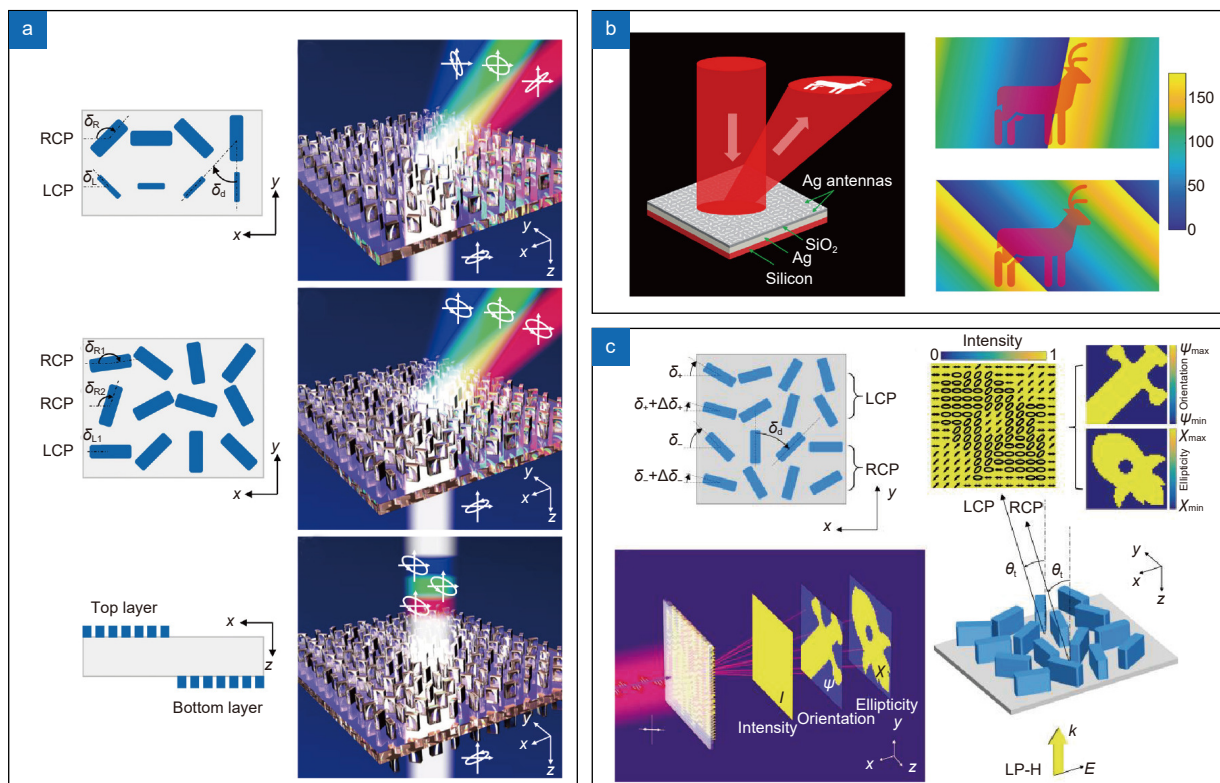 a
δR
RCP
LCP
δL
δd
y
x
y
x
z
RCP
δR1
RCP
δR2
LCP
δL1
y
x
y
x
z
Top layer
x
z
Bottom layer
y
x
z
b
Ag antennas
SiO2
Ag
Silicon
150
100
50
0
c
δ+
δ++Δδ+
δ−
δ−+Δδ−
δd
LCP
RCP
y
x
Intensity
0 1
ψmax
Orientation
ψmin
χmax
Ellipticity
χmin
LCP
RCP
θt
θt
y
x
z
I
ψ
χ
Intensity
Orientation
Ellipticity
y
x
z
k
LP-H
E